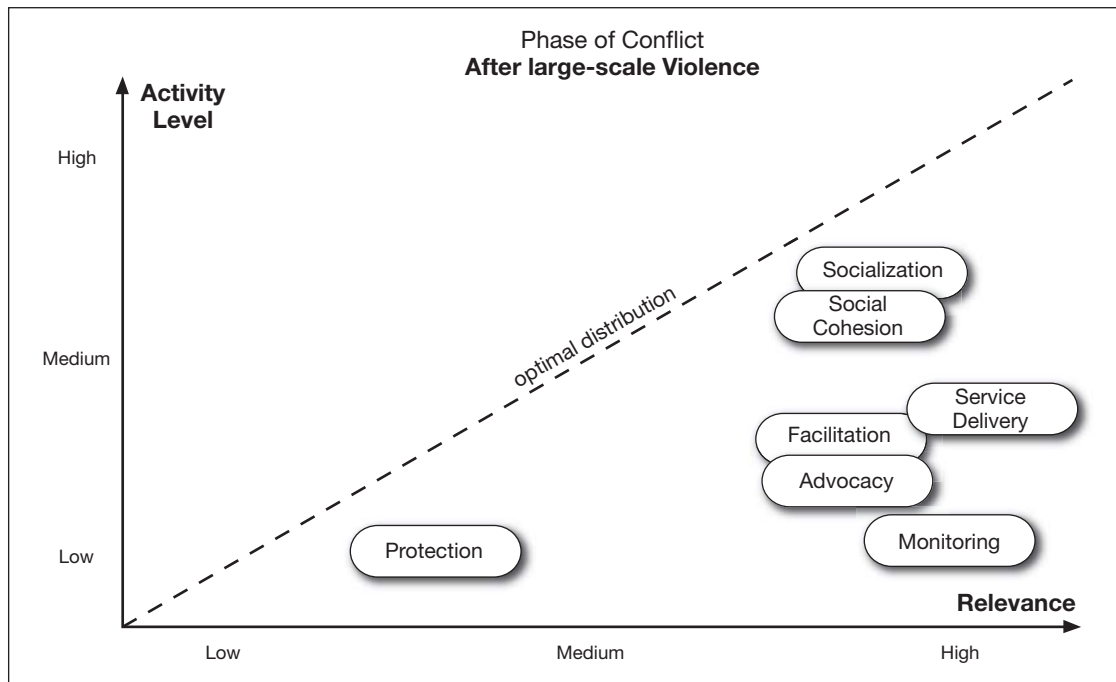 Phase of Conflict
After large-scale Violence
Activity
Level
High
Medium
Low
optimal distribution
Socialization
Social
Cohesion
Service
Delivery
Facilitation
Advocacy
Monitoring
Protection
Relevance
Low
Medium
High